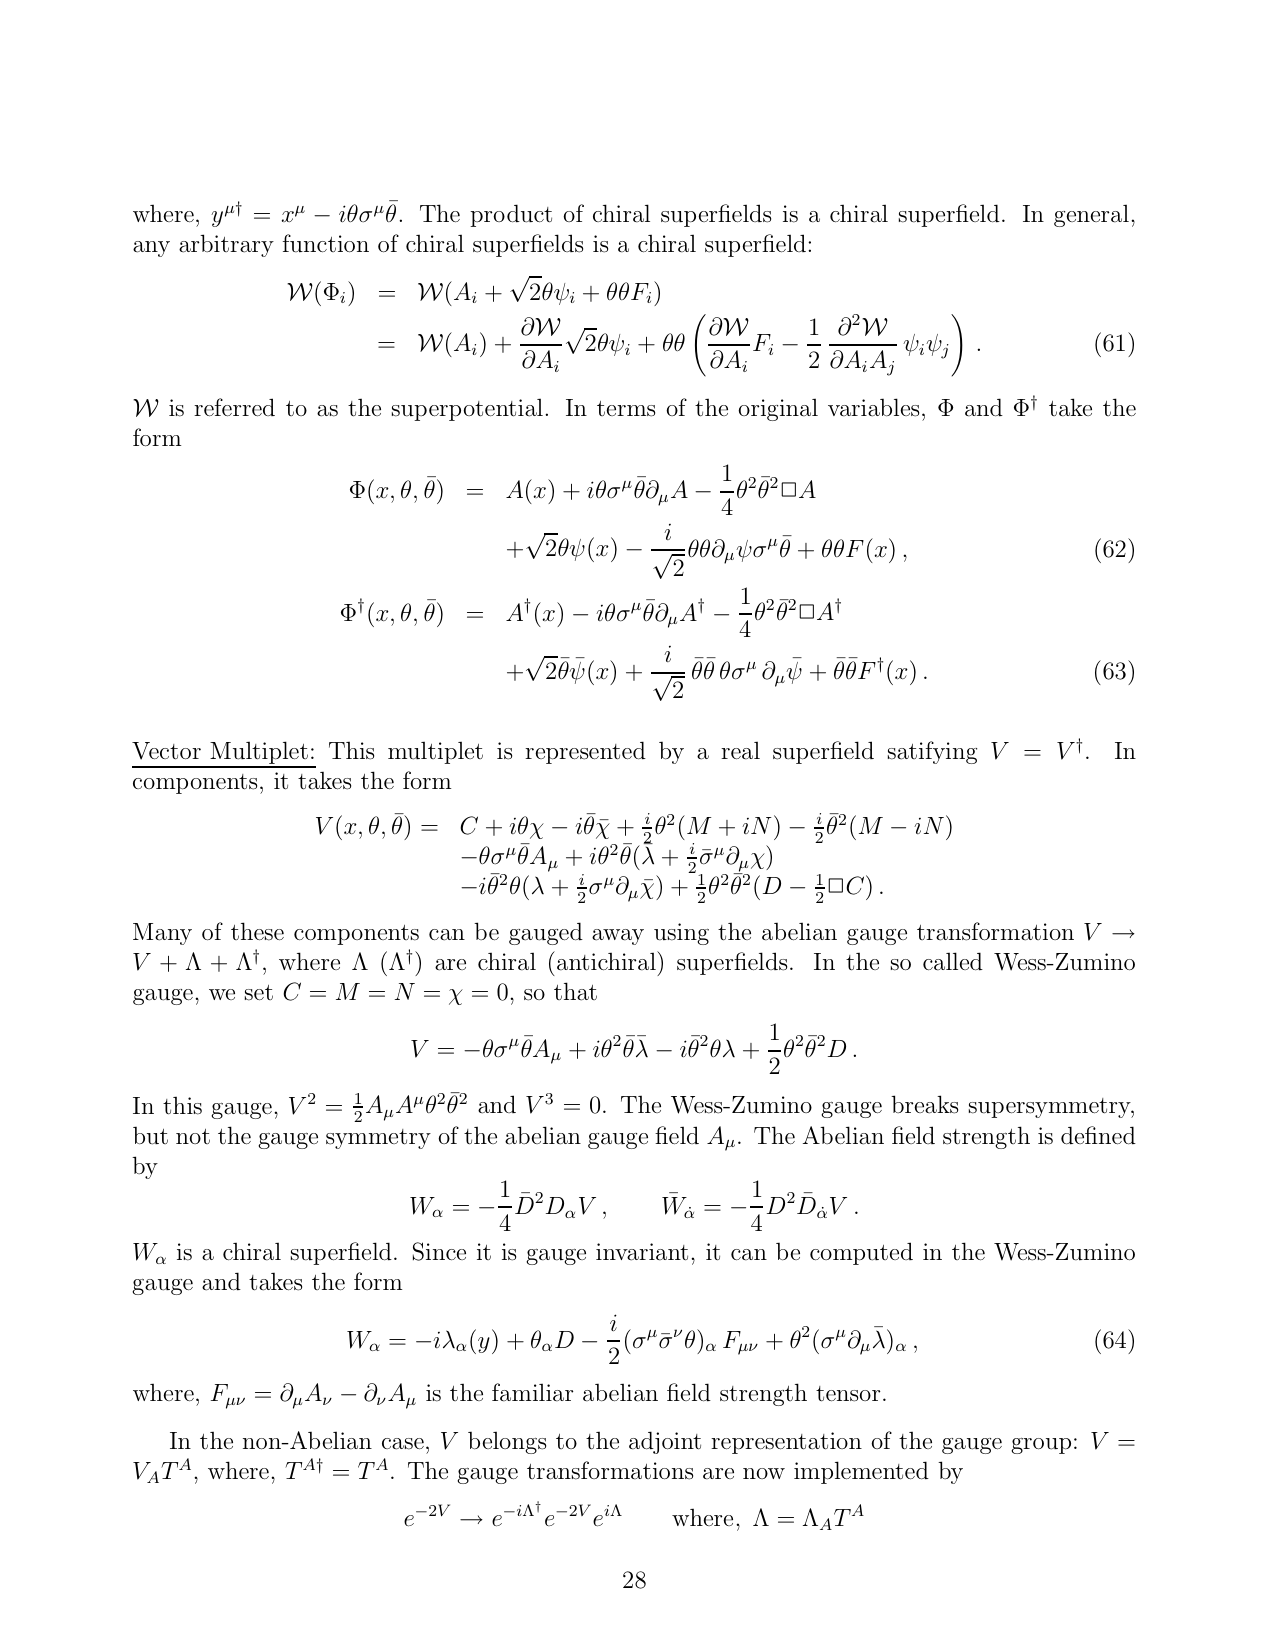 where, y^{μ†} = x^μ − iθσ^μθ̄. The product of chiral superfields is a chiral superfield. In general,
any arbitrary function of chiral superfields is a chiral superfield:
𝒲(Φ_i) = 𝒲(A_i + √2θψ_i + θθF_i)
= 𝒲(A_i) + ∂𝒲/∂A_i √2θψ_i + θθ (∂𝒲/∂A_i F_i − 1/2 ∂²𝒲/∂A_iA_j ψ_iψ_j) . (61)
𝒲 is referred to as the superpotential. In terms of the original variables, Φ and Φ† take the
form
Φ(x, θ, θ̄) = A(x) + iθσ^μθ̄∂_μA − 1/4 θ²θ̄²□A
+√2θψ(x) − i/√2 θθ∂_μψσ^μθ̄ + θθF(x) , (62)
Φ†(x, θ, θ̄) = A†(x) − iθσ^μθ̄∂_μA† − 1/4 θ²θ̄²□A†
+√2θ̄ψ̄(x) + i/√2 θ̄θ̄ θσ^μ ∂_μψ̄ + θ̄θ̄F†(x) . (63)
Vector Multiplet: This multiplet is represented by a real superfield satifying V = V†. In
components, it takes the form
V(x, θ, θ̄) = C + iθχ − iθ̄χ̄ + i/2 θ²(M + iN) − i/2 θ̄²(M − iN)
−θσ^μθ̄A_μ + iθ²θ̄(λ̄ + i/2 σ̄^μ∂_μχ)
−iθ̄²θ(λ + i/2 σ^μ∂_μχ̄) + 1/2 θ²θ̄²(D − 1/2 □C) .
Many of these components can be gauged away using the abelian gauge transformation V →
V + Λ + Λ†, where Λ (Λ†) are chiral (antichiral) superfields. In the so called Wess-Zumino
gauge, we set C = M = N = χ = 0, so that
V = −θσ^μθ̄A_μ + iθ²θ̄λ̄ − iθ̄²θλ + 1/2 θ²θ̄²D .
In this gauge, V² = 1/2 A_μA^μθ²θ̄² and V³ = 0. The Wess-Zumino gauge breaks supersymmetry,
but not the gauge symmetry of the abelian gauge field A_μ. The Abelian field strength is defined
by
W_α = −1/4 D̄²D_αV , W̄_α̇ = −1/4 D²D̄_α̇V .
W_α is a chiral superfield. Since it is gauge invariant, it can be computed in the Wess-Zumino
gauge and takes the form
W_α = −iλ_α(y) + θ_αD − i/2 (σ^μσ̄^νθ)_α F_{μν} + θ²(σ^μ∂_μλ̄)_α , (64)
where, F_{μν} = ∂_μA_ν − ∂_νA_μ is the familiar abelian field strength tensor.
In the non-Abelian case, V belongs to the adjoint representation of the gauge group: V =
V_AT^A, where, T^{A†} = T^A. The gauge transformations are now implemented by
e^{−2V} → e^{−iΛ†}e^{−2V}e^{iΛ} where, Λ = Λ_AT^A
28